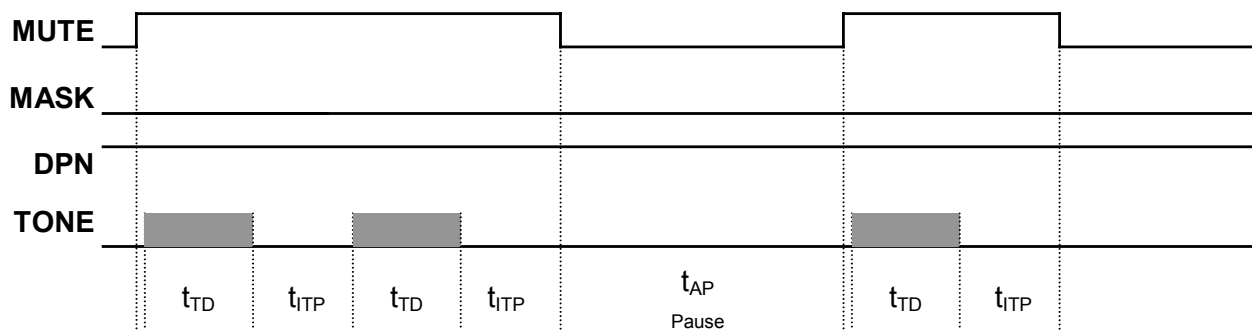 MUTE
MASK
DPN
TONE
tTD tITP tTD tITP tAP tTD tITP
Pause